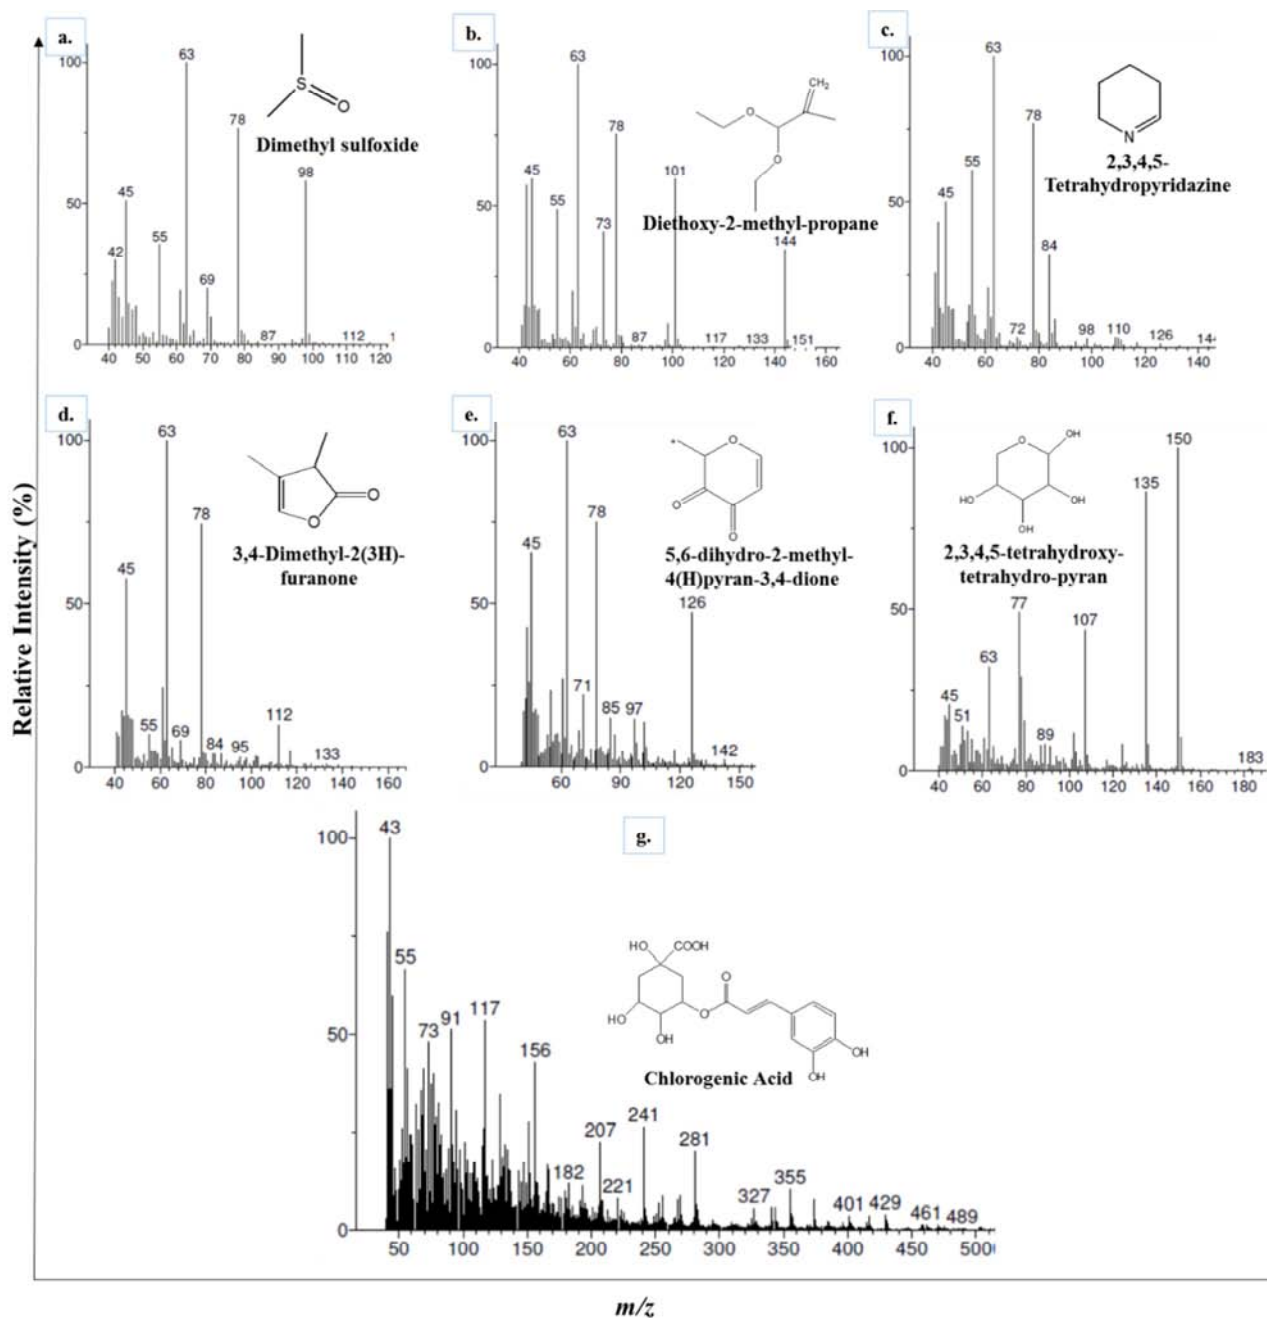 a.
100
50
0
42
45
55
63
69
78
87
98
112
1
40 50 60 70 80 90 100 110 120
S
O
Dimethyl sulfoxide
b.
100
50
0
45
55
63
73
78
87
101
117
133
144
151
40 60 80 100 120 140 160
O
O
CH2
Diethoxy-2-methyl-propane
c.
100
50
0
45
55
63
72
78
84
98
110
126
144
40 60 80 100 120 140
N
2,3,4,5-
Tetrahydropyridazine
d.
100
50
0
45
55
63
69
78
84
95
112
133
40 60 80 100 120 140 160
O
O
3,4-Dimethyl-2(3H)-
furanone
e.
100
50
0
45
63
71
78
85
97
126
142
60 90 120 150
*
O
O
O
5,6-dihydro-2-methyl-
4(H)pyran-3,4-dione
f.
100
50
0
45
51
63
77
89
107
135
150
183
40 60 80 100 120 140 160 180
O
OH
HO
OH
OH
2,3,4,5-tetrahydroxy-
tetrahydro-pyran
g.
100
50
0
43
55
73
91
117
156
182
207
221
241
281
327
355
401
429
461
489
50 100 150 200 250 300 350 400 450 500
HO
COOH
HO
OH
O
O
OH
OH
Chlorogenic Acid
Relative Intensity (%)
m/z